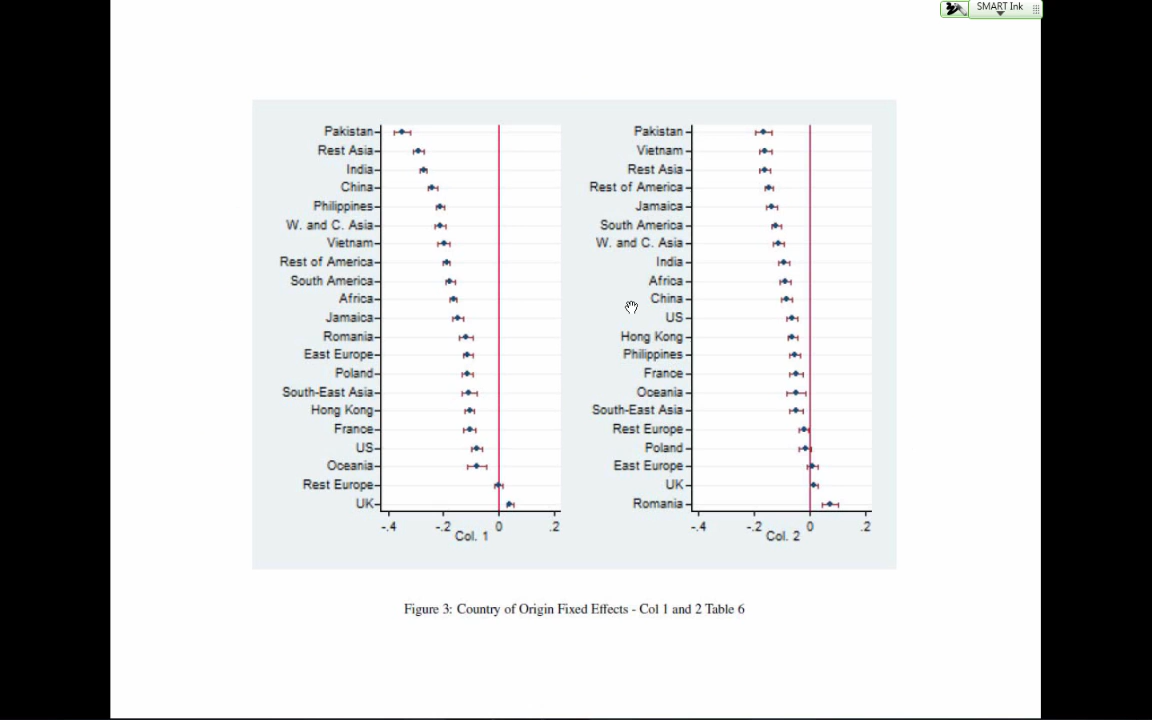 SMART Ink
Pakistan
Rest Asia
India
China
Philippines
W. and C. Asia
Vietnam
Rest of America
South America
Africa
Jamaica
Romania
East Europe
Poland
South-East Asia
Hong Kong
France
US
Oceania
Rest Europe
UK
-.4 -.2 0 .2
Col. 1
Pakistan
Vietnam
Rest Asia
Rest of America
Jamaica
South America
W. and C. Asia
India
Africa
China
US
Hong Kong
Philippines
France
Oceania
South-East Asia
Rest Europe
Poland
East Europe
UK
Romania
-.4 -.2 0 .2
Col. 2
Figure 3: Country of Origin Fixed Effects - Col 1 and 2 Table 6